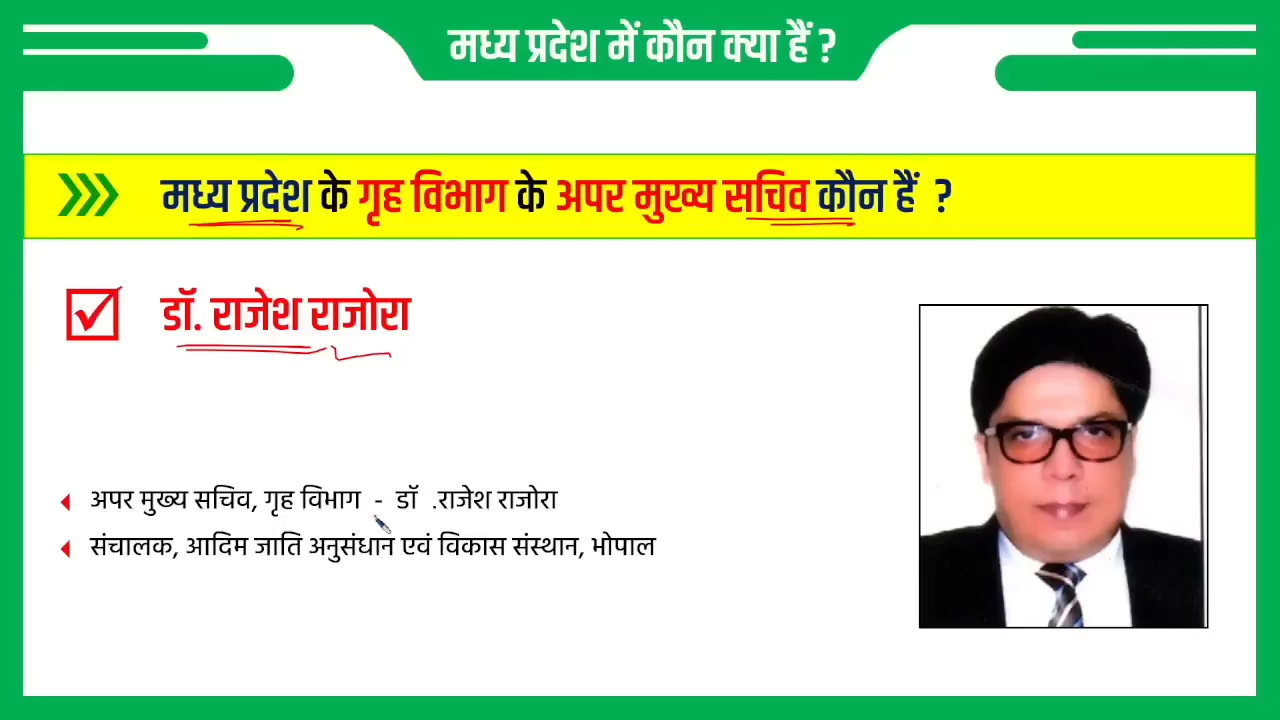 मध्य प्रदेश में कौन क्या हैं ?
मध्य प्रदेश के गृह विभाग के अपर मुख्य सचिव कौन हैं ?
डॉ. राजेश राजोरा
अपर मुख्य सचिव, गृह विभाग - डॉ .राजेश राजोरा
संचालक, आदिम जाति अनुसंधान एवं विकास संस्थान, भोपाल